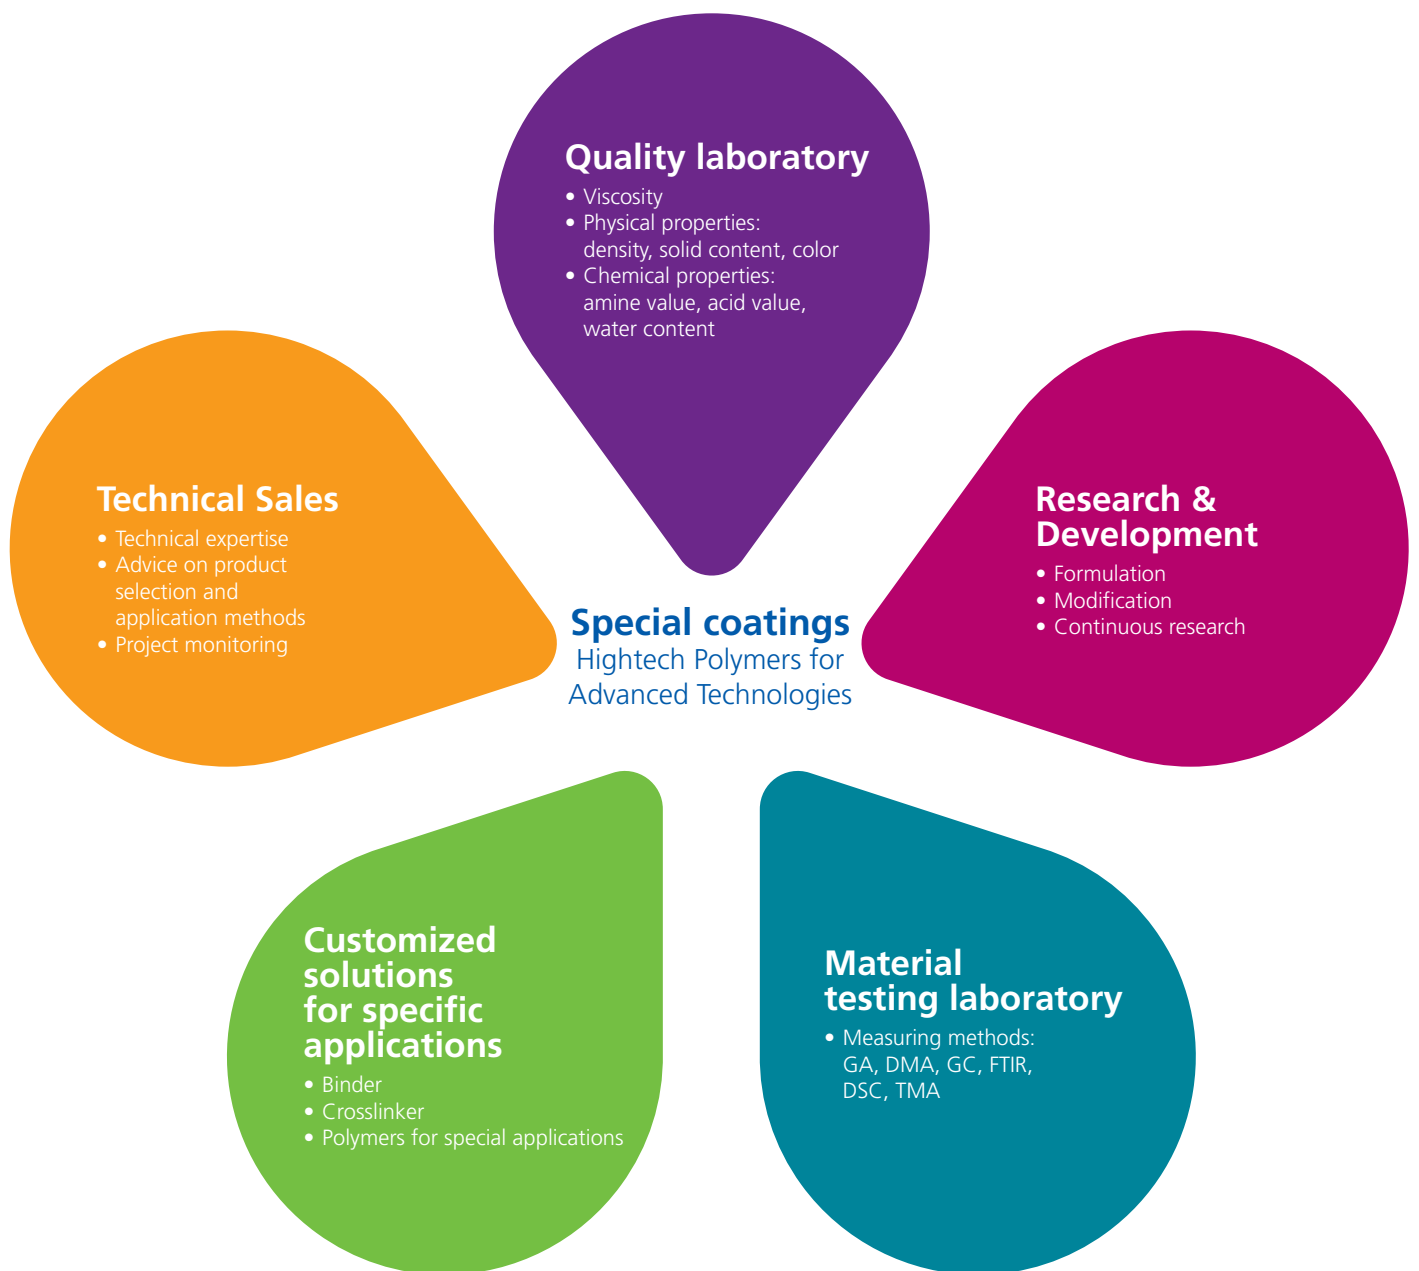 Quality laboratory
• Viscosity
• Physical properties:
density, solid content, color
• Chemical properties:
amine value, acid value,
water content
Technical Sales
• Technical expertise
• Advice on product
selection and
application methods
• Project monitoring
Research &
Development
• Formulation
• Modification
• Continuous research
Special coatings
Hightech Polymers for
Advanced Technologies
Customized
solutions
for specific
applications
• Binder
• Crosslinker
• Polymers for special applications
Material
testing laboratory
• Measuring methods:
GA, DMA, GC, FTIR,
DSC, TMA